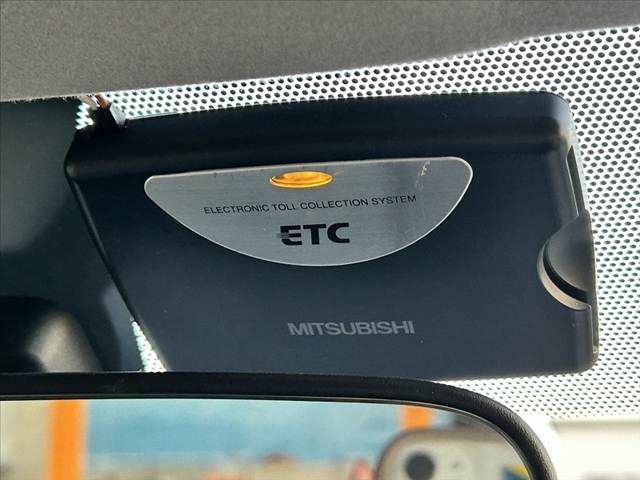 ELECTRONIC TOLL COLLECTION SYSTEM
ETC
MITSUBISHI